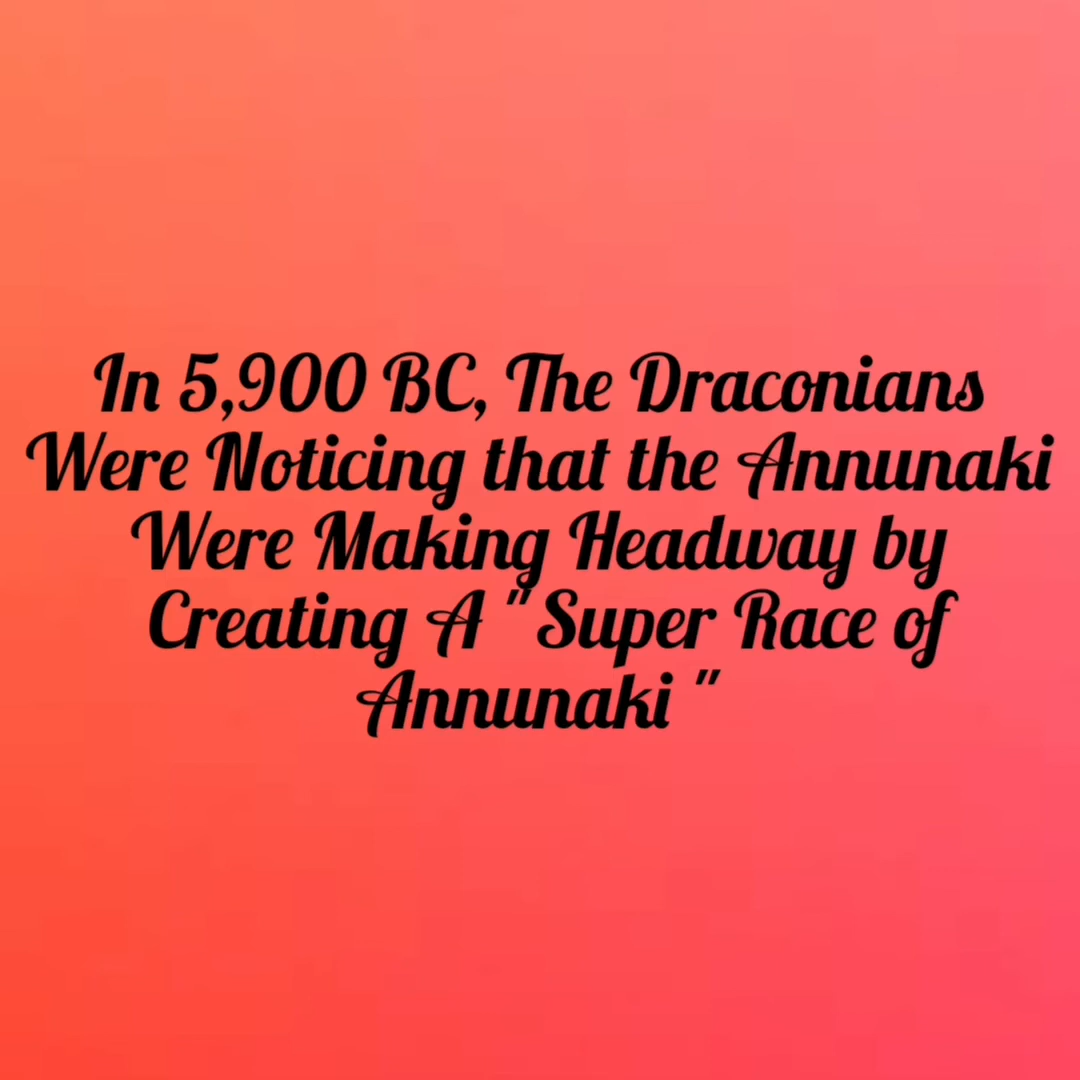 In 5,900 BC, The Draconians
Were Noticing that the Annunaki
Were Making Headway by
Creating A "Super Race of
Annunaki "